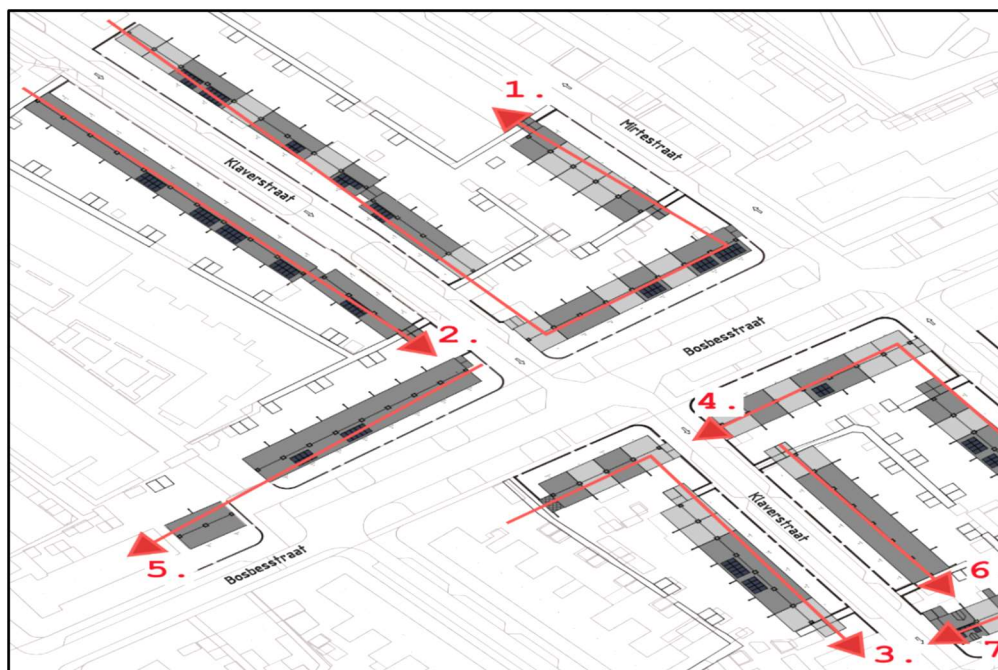 1.
Mirtestraat
Klaverstraat
2.
Bosbesstraat
4.
Klaverstraat
5.
Bosbesstraat
6
3.
7